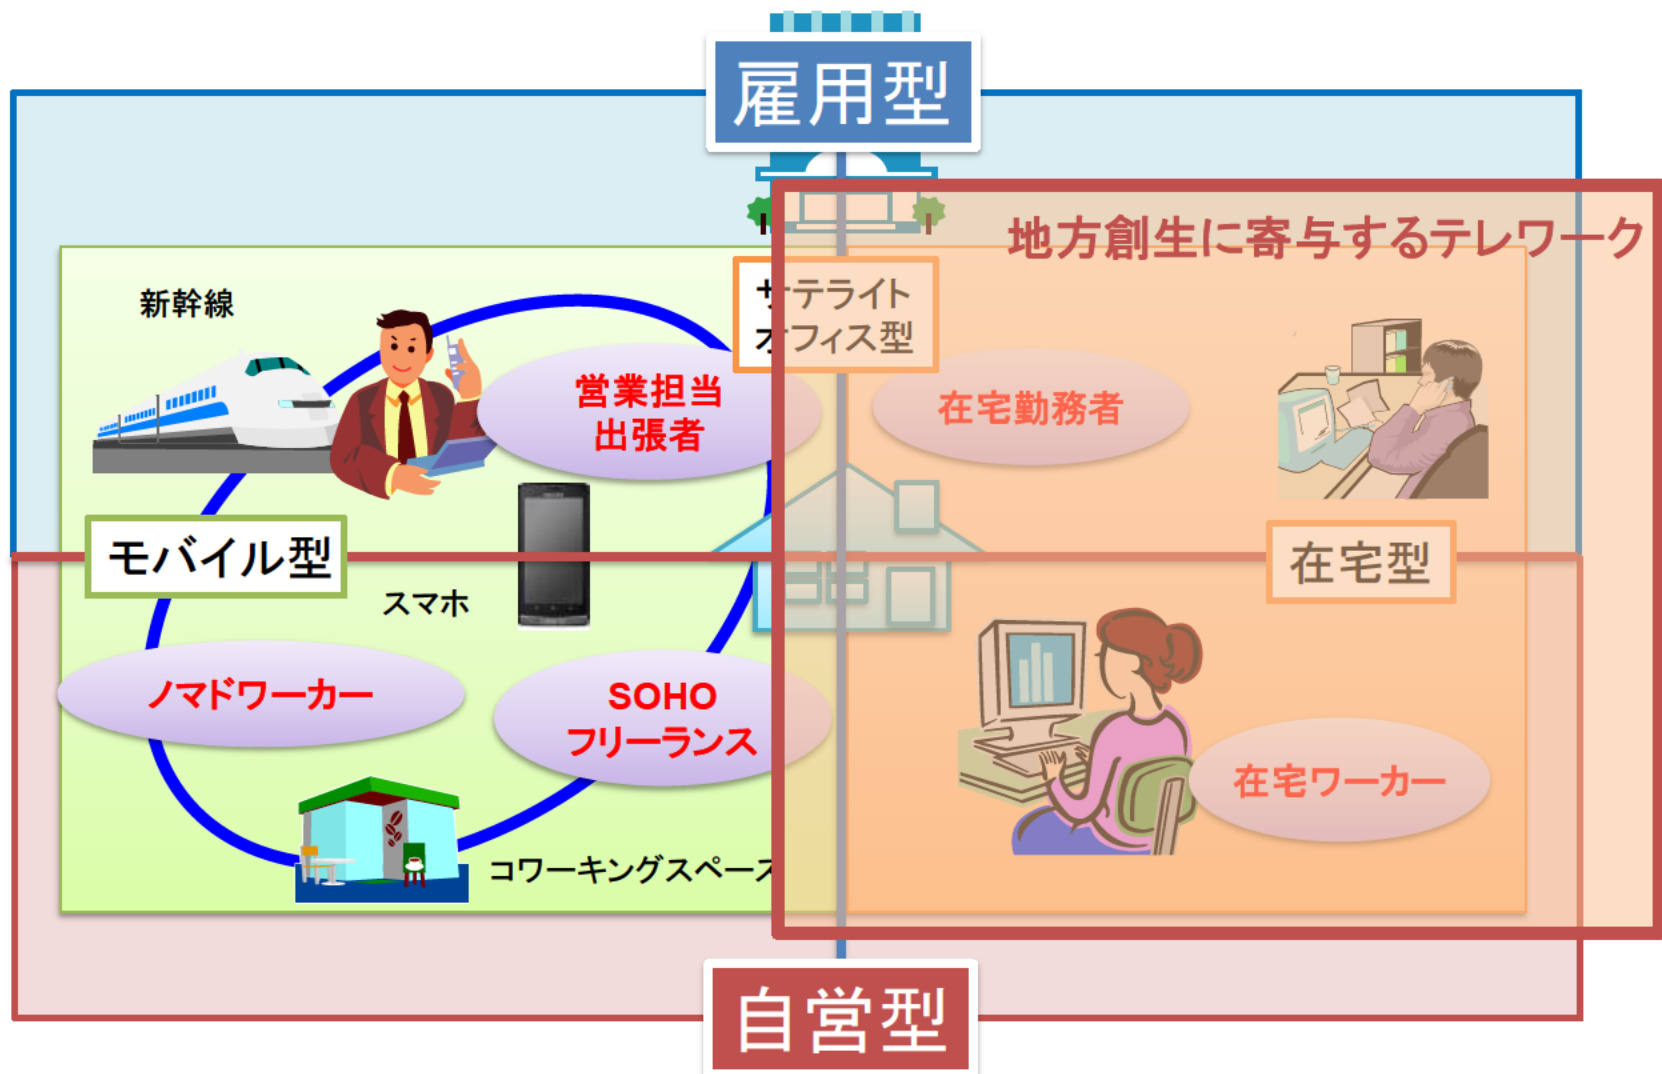 雇用型
地方創生に寄与するテレワーク
新幹線
サテライト
オフィス型
営業担当
出張者
在宅勤務者
モバイル型
在宅型
スマホ
ノマドワーカー
SOHO
フリーランス
在宅ワーカー
コワーキングスペース
自営型